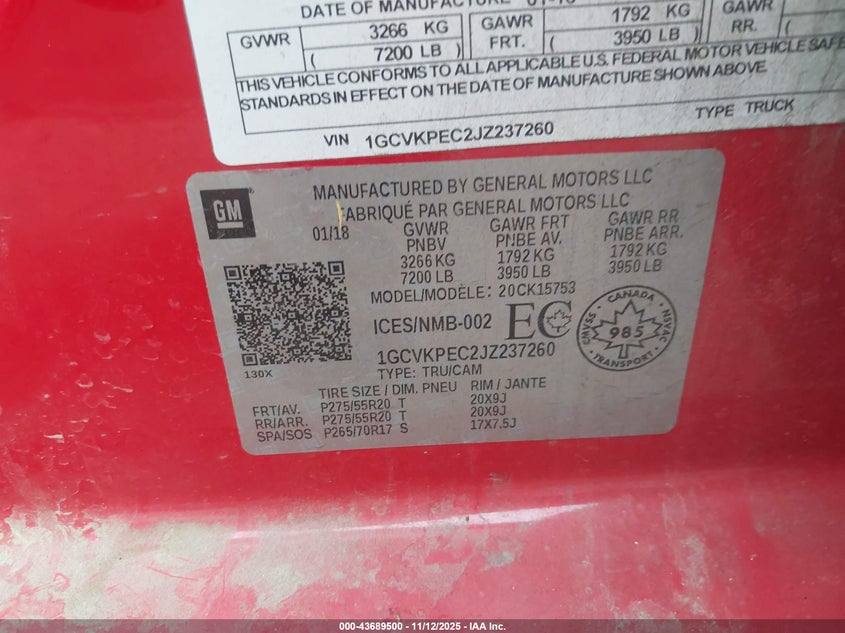 DATE OF MANUFACTURE 01-18
GVWR 3266 KG GAWR 1792 KG GAWR
( 7200 LB ) FRT. ( 3950 LB ) RR. (
THIS VEHICLE CONFORMS TO ALL APPLICABLE U.S. FEDERAL MOTOR VEHICLE SAFE
STANDARDS IN EFFECT ON THE DATE OF MANUFACTURE SHOWN ABOVE
TYPE TRUCK
VIN 1GCVKPEC2JZ237260
GM
MANUFACTURED BY GENERAL MOTORS LLC
FABRIQUÉ PAR GENERAL MOTORS LLC
01/18 GVWR GAWR FRT GAWR RR
PNBV PNBE AV. PNBE ARR.
3266 KG 1792 KG 1792 KG
7200 LB 3950 LB 3950 LB
MODEL/MODÈLE: 20CK15753
ICES/NMB-002 EC
CANADA
CMVSS 985 NSVAC
TRANSPORT
1GCVKPEC2JZ237260
130X
TYPE: TRU/CAM
TIRE SIZE / DIM. PNEU RIM / JANTE
FRT/AV. P275/55R20 T 20X9J
RR/ARR. P275/55R20 T 20X9J
SPA/SOS P265/70R17 S 17X7.5J
000-43689500 - 11/12/2025 - IAA Inc.